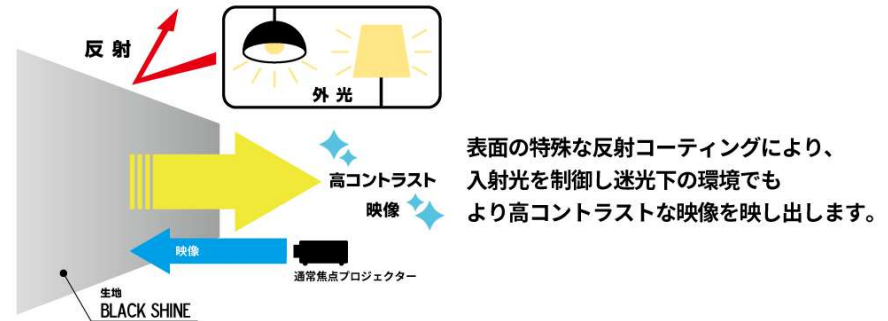 反射
外光
高コントラスト
映像
映像
通常焦点プロジェクター
生地
BLACK SHINE
表面の特殊な反射コーティングにより、
入射光を制御し迷光下の環境でも
より高コントラストな映像を映し出します。